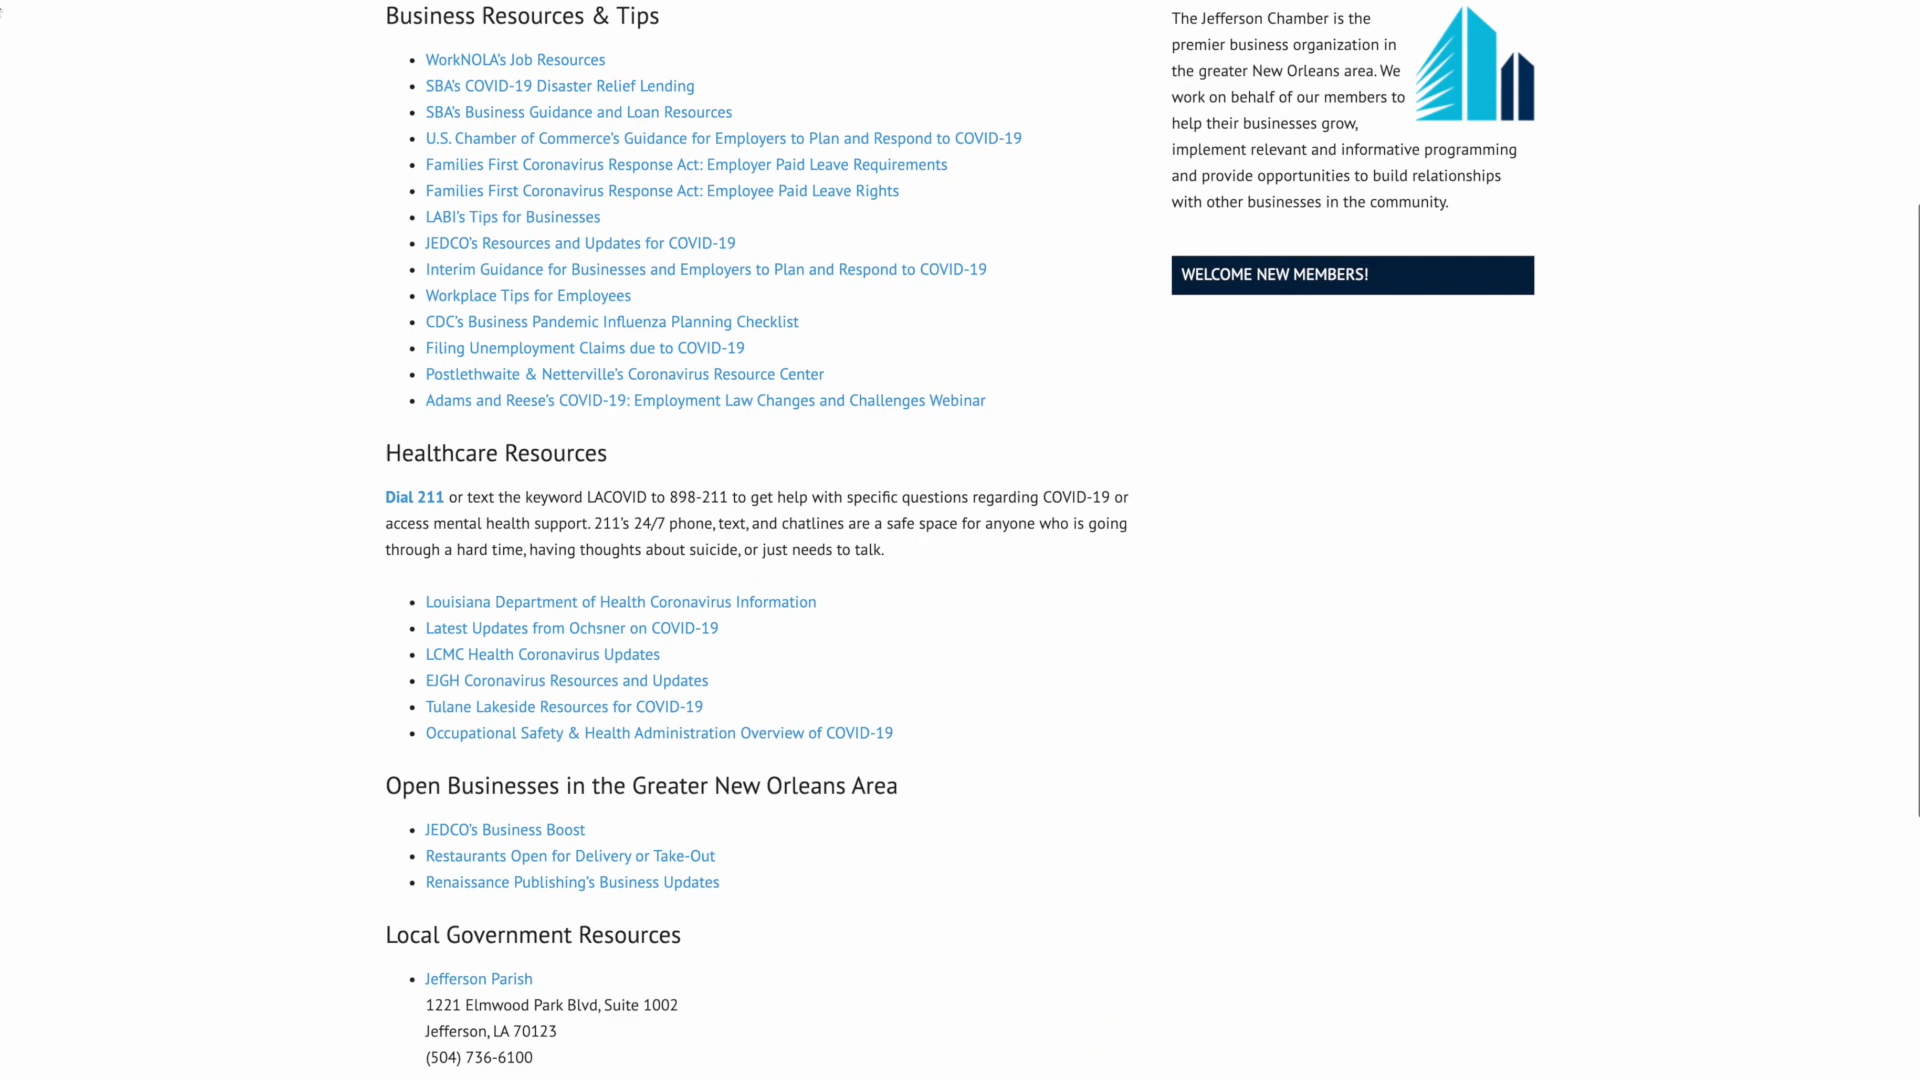 Business Resources & Tips
WorkNOLA's Job Resources
SBA's COVID-19 Disaster Relief Lending
SBA's Business Guidance and Loan Resources
U.S. Chamber of Commerce's Guidance for Employers to Plan and Respond to COVID-19
Families First Coronavirus Response Act: Employer Paid Leave Requirements
Families First Coronavirus Response Act: Employee Paid Leave Rights
LABI's Tips for Businesses
JEDCO's Resources and Updates for COVID-19
Interim Guidance for Businesses and Employers to Plan and Respond to COVID-19
Workplace Tips for Employees
CDC's Business Pandemic Influenza Planning Checklist
Filing Unemployment Claims due to COVID-19
Postlethwaite & Netterville's Coronavirus Resource Center
Adams and Reese's COVID-19: Employment Law Changes and Challenges Webinar
Healthcare Resources
Dial 211 or text the keyword LACOVID to 898-211 to get help with specific questions regarding COVID-19 or
access mental health support. 211's 24/7 phone, text, and chatlines are a safe space for anyone who is going
through a hard time, having thoughts about suicide, or just needs to talk.
Louisiana Department of Health Coronavirus Information
Latest Updates from Ochsner on COVID-19
LCMC Health Coronavirus Updates
EJGH Coronavirus Resources and Updates
Tulane Lakeside Resources for COVID-19
Occupational Safety & Health Administration Overview of COVID-19
Open Businesses in the Greater New Orleans Area
JEDCO's Business Boost
Restaurants Open for Delivery or Take-Out
Renaissance Publishing's Business Updates
Local Government Resources
Jefferson Parish
1221 Elmwood Park Blvd, Suite 1002
Jefferson, LA 70123
(504) 736-6100
The Jefferson Chamber is the
premier business organization in
the greater New Orleans area. We
work on behalf of our members to
help their businesses grow,
implement relevant and informative programming
and provide opportunities to build relationships
with other businesses in the community.
WELCOME NEW MEMBERS!